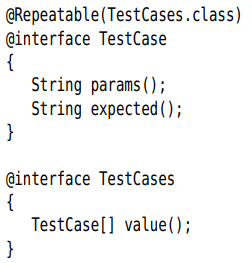 @Repeatable(TestCases.class)
@interface TestCase
{
   String params();
   String expected();
}

@interface TestCases
{
   TestCase[] value();
}